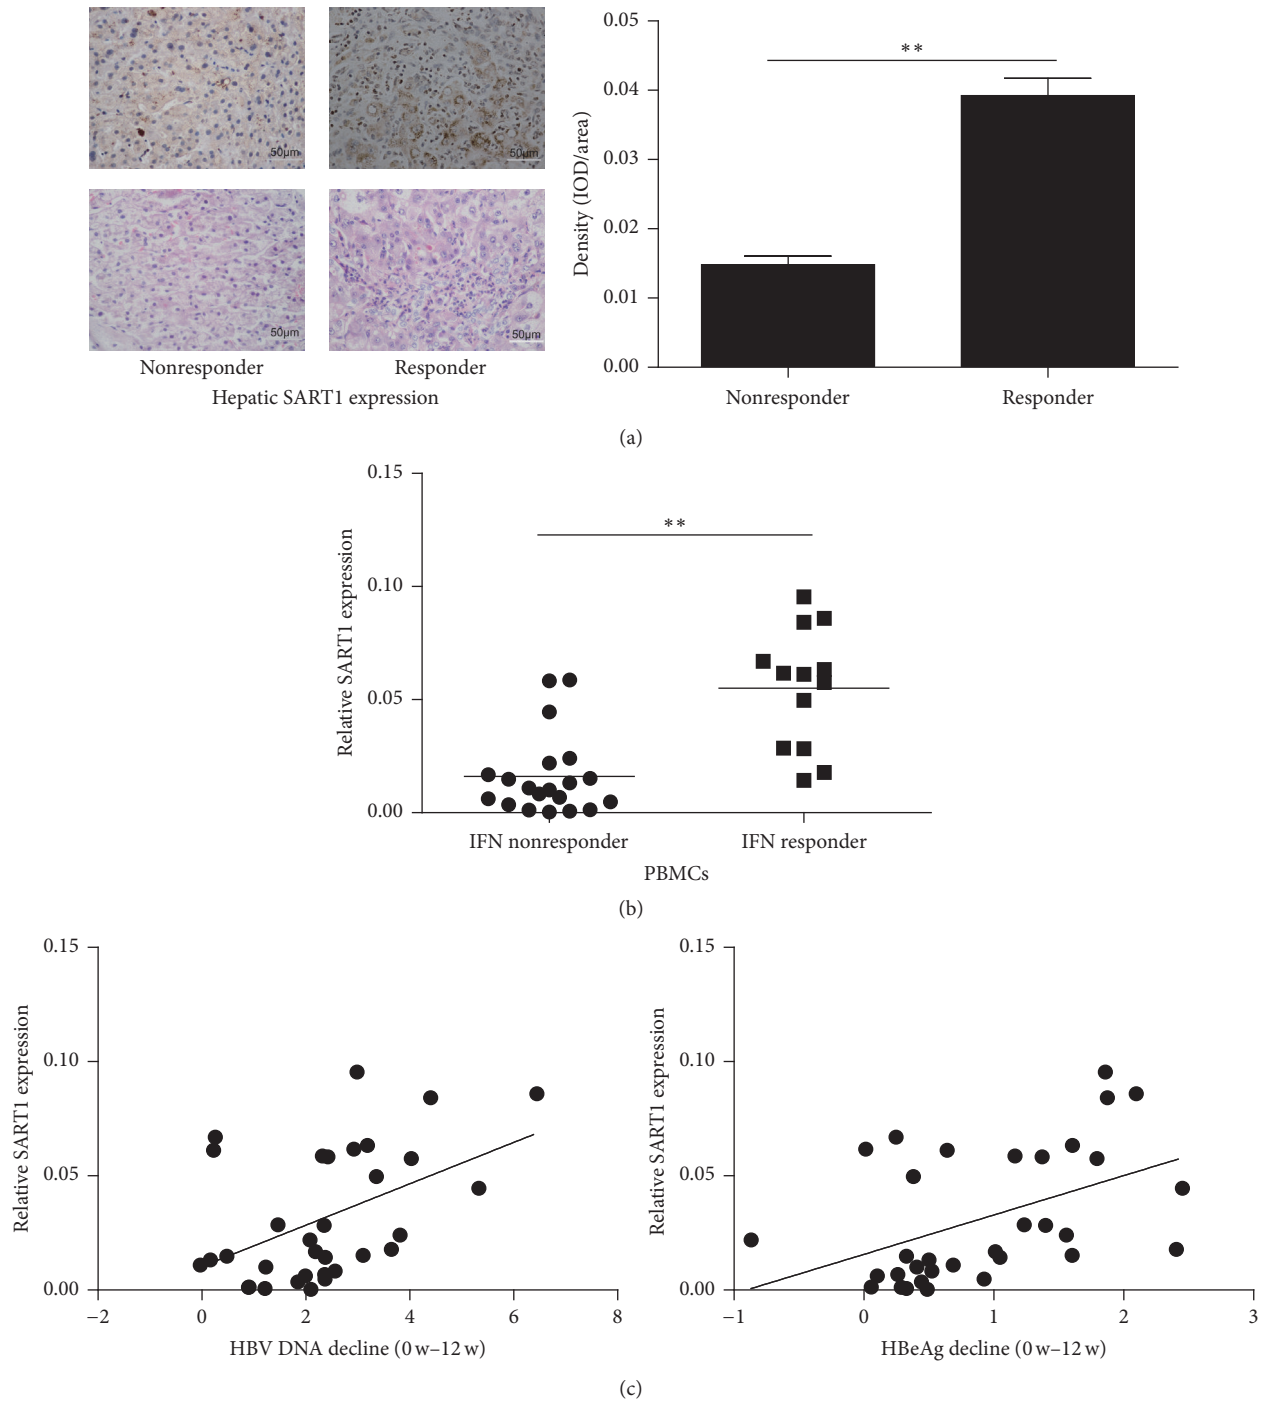 50μm
50μm
50μm
50μm
Nonresponder
Responder
Hepatic SART1 expression
0.05
0.04
0.03
0.02
0.01
0.00
Density (IOD/area)
**
Nonresponder
Responder
(a)
0.15
0.10
0.05
0.00
Relative SART1 expression
**
IFN nonresponder
IFN responder
PBMCs
(b)
0.15
0.10
0.05
0.00
Relative SART1 expression
−2
0
2
4
6
8
HBV DNA decline (0 w–12 w)
0.15
0.10
0.05
0.00
Relative SART1 expression
−1
0
1
2
3
HBeAg decline (0 w–12 w)
(c)